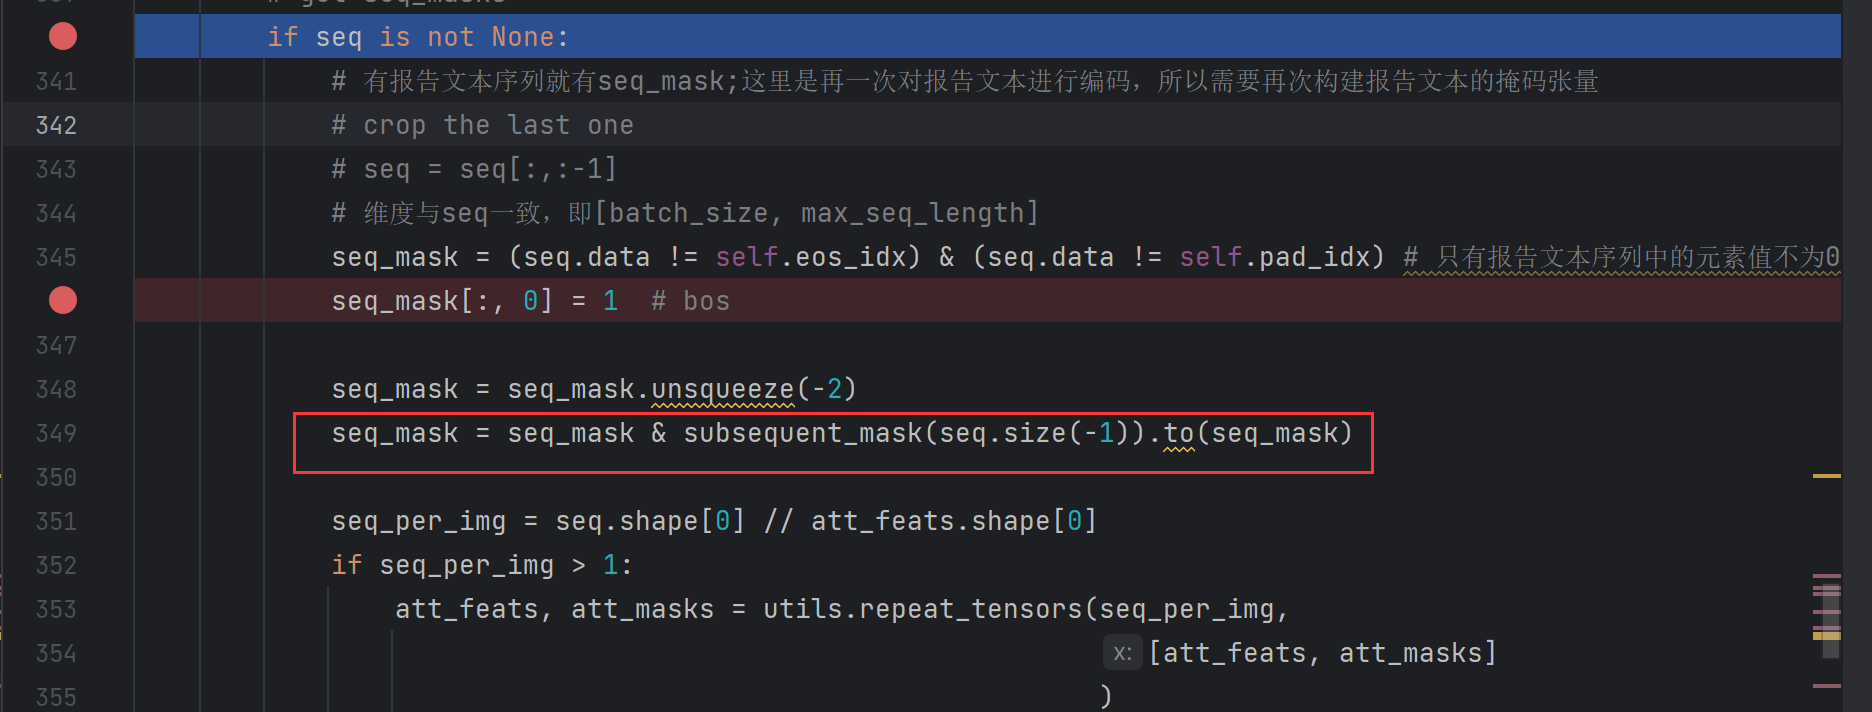 if seq is not None:
341 # 有报告文本序列就有seq_mask;这里是再一次对报告文本进行编码，所以需要再次构建报告文本的掩码张量
342 # crop the last one
343 # seq = seq[:,:-1]
344 # 维度与seq一致，即[batch_size, max_seq_length]
345 seq_mask = (seq.data != self.eos_idx) & (seq.data != self.pad_idx) # 只有报告文本序列中的元素值不为0
seq_mask[:, 0] = 1 # bos
347
348 seq_mask = seq_mask.unsqueeze(-2)
349 seq_mask = seq_mask & subsequent_mask(seq.size(-1)).to(seq_mask)
350
351 seq_per_img = seq.shape[0] // att_feats.shape[0]
352 if seq_per_img > 1:
353 att_feats, att_masks = utils.repeat_tensors(seq_per_img,
354 x: [att_feats, att_masks]
355 )